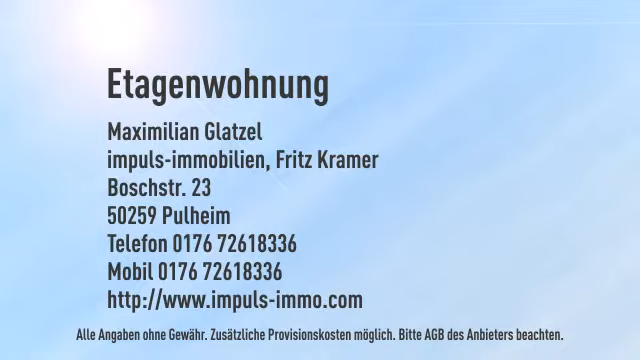 Etagenwohnung
Maximilian Glatzel
impuls-immobilien, Fritz Kramer
Boschstr. 23
50259 Pulheim
Telefon 0176 72618336
Mobil 0176 72618336
http://www.impuls-immo.com
Alle Angaben ohne Gewähr. Zusätzliche Provisionskosten möglich. Bitte AGB des Anbieters beachten.